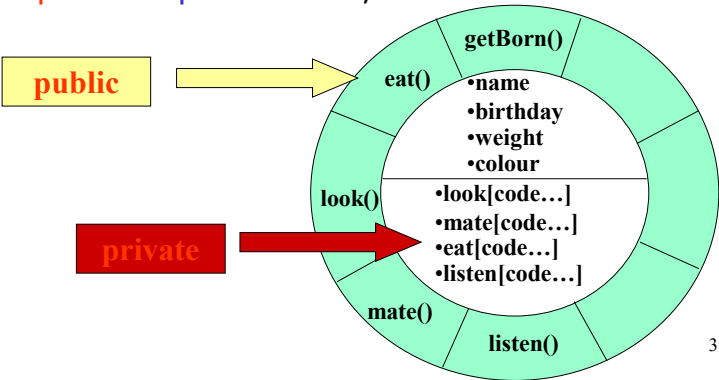 getBorn()
public
eat()
•name
•birthday
•weight
•colour
look()
•look[code…]
•mate[code…]
private
•eat[code…]
•listen[code…]
mate()
listen()
3